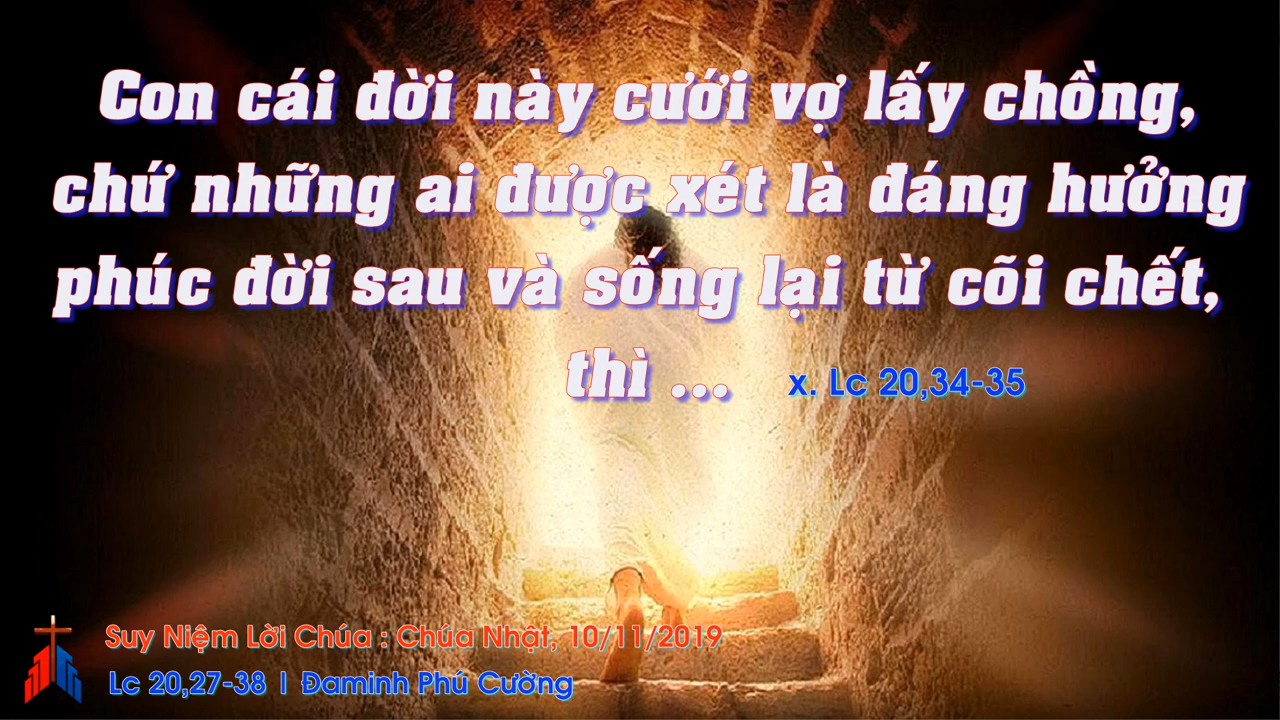 Con cái đời này cưới vợ lấy chồng,
chứ những ai được xét là đáng hưởng
phúc đời sau và sống lại từ cõi chết,
thì ... x. Lc 20,34-35
Suy Niệm Lời Chúa : Chúa Nhật, 10/11/2019
Lc 20,27-38 | Đaminh Phú Cường